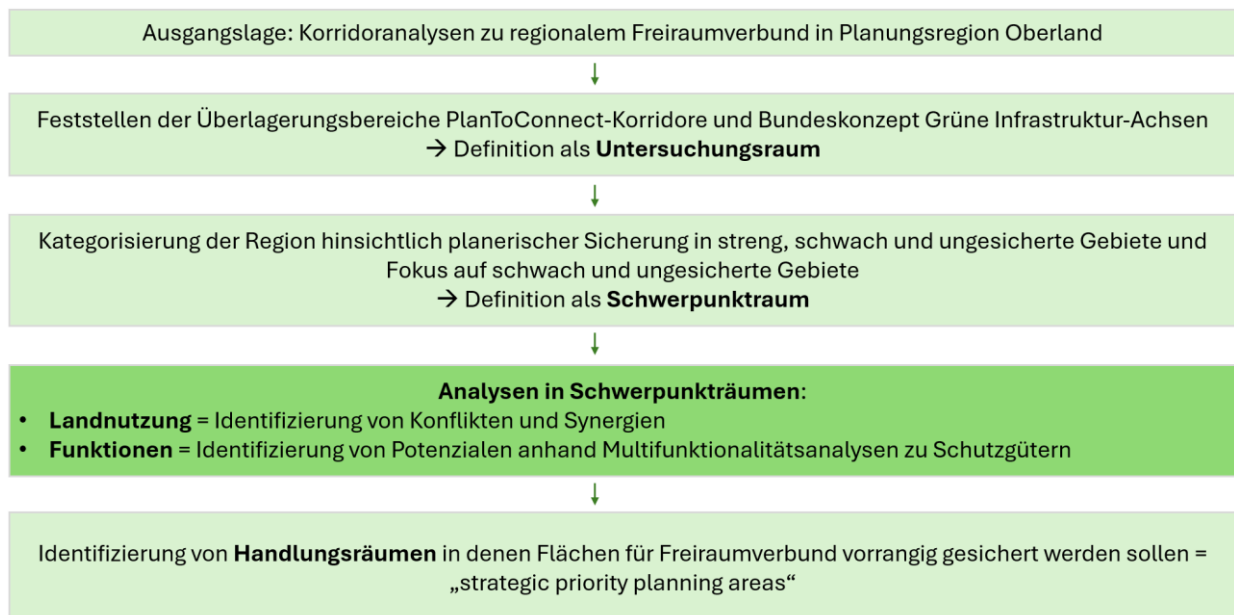 Ausgangslage: Korridoranalysen zu regionalem Freiraumverbund in Planungsregion Oberland
↓
Feststellen der Überlagerungsbereiche PlanToConnect-Korridore und Bundeskonzept Grüne Infrastruktur-Achsen
→ Definition als Untersuchungsraum
↓
Kategorisierung der Region hinsichtlich planerischer Sicherung in streng, schwach und ungesicherte Gebiete und
Fokus auf schwach und ungesicherte Gebiete
→ Definition als Schwerpunktraum
↓
Analysen in Schwerpunkträumen:
• Landnutzung = Identifizierung von Konflikten und Synergien
• Funktionen = Identifizierung von Potenzialen anhand Multifunktionalitätsanalysen zu Schutzgütern
↓
Identifizierung von Handlungsräumen in denen Flächen für Freiraumverbund vorrangig gesichert werden sollen =
„strategic priority planning areas“